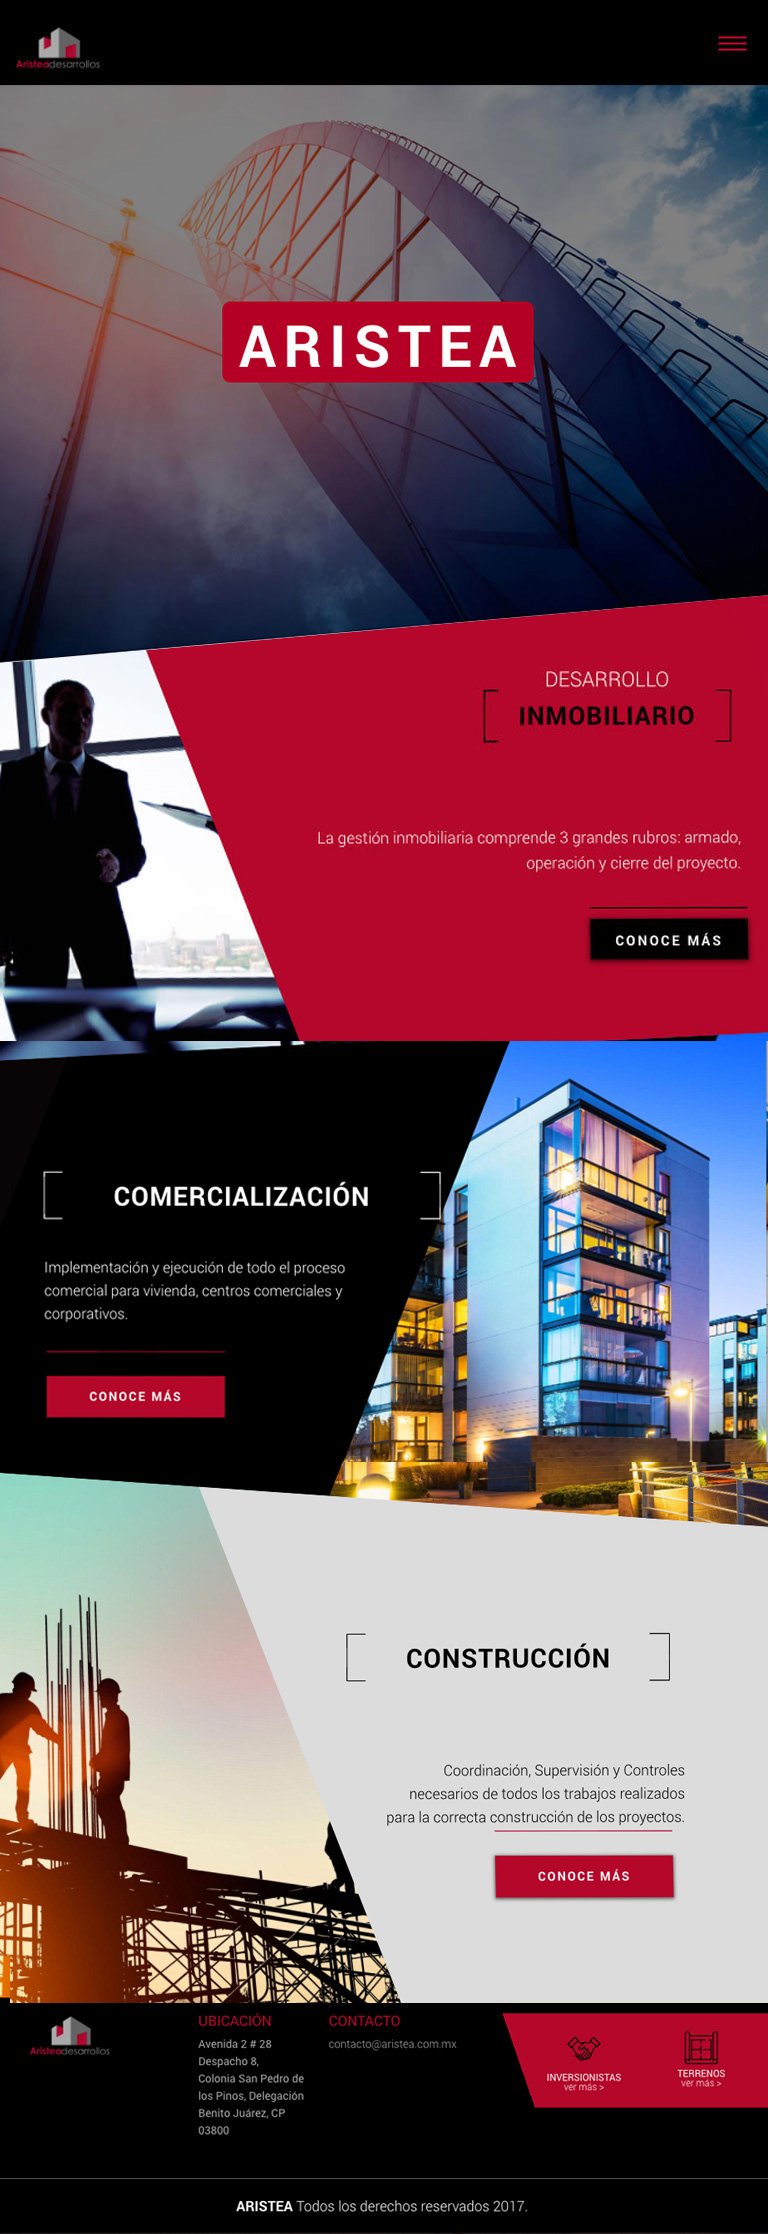 Aristeadesarrollos
ARISTEA
DESARROLLO
INMOBILIARIO
La gestión inmobiliaria comprende 3 grandes rubros: armado,
operación y cierre del proyecto.
CONOCE MÁS
COMERCIALIZACIÓN
Implementación y ejecución de todo el proceso
comercial para vivienda, centros comerciales y
corporativos.
CONOCE MÁS
CONSTRUCCIÓN
Coordinación, Supervisión y Controles
necesarios de todos los trabajos realizados
para la correcta construcción de los proyectos.
CONOCE MÁS
Aristeadesarrollos
UBICACIÓN
Avenida 2 # 28
Despacho 8,
Colonia San Pedro de
los Pinos, Delegación
Benito Juárez, CP
03800
CONTACTO
contacto@aristea.com.mx
INVERSIONISTAS
ver más >
TERRENOS
ver más >
ARISTEA Todos los derechos reservados 2017.